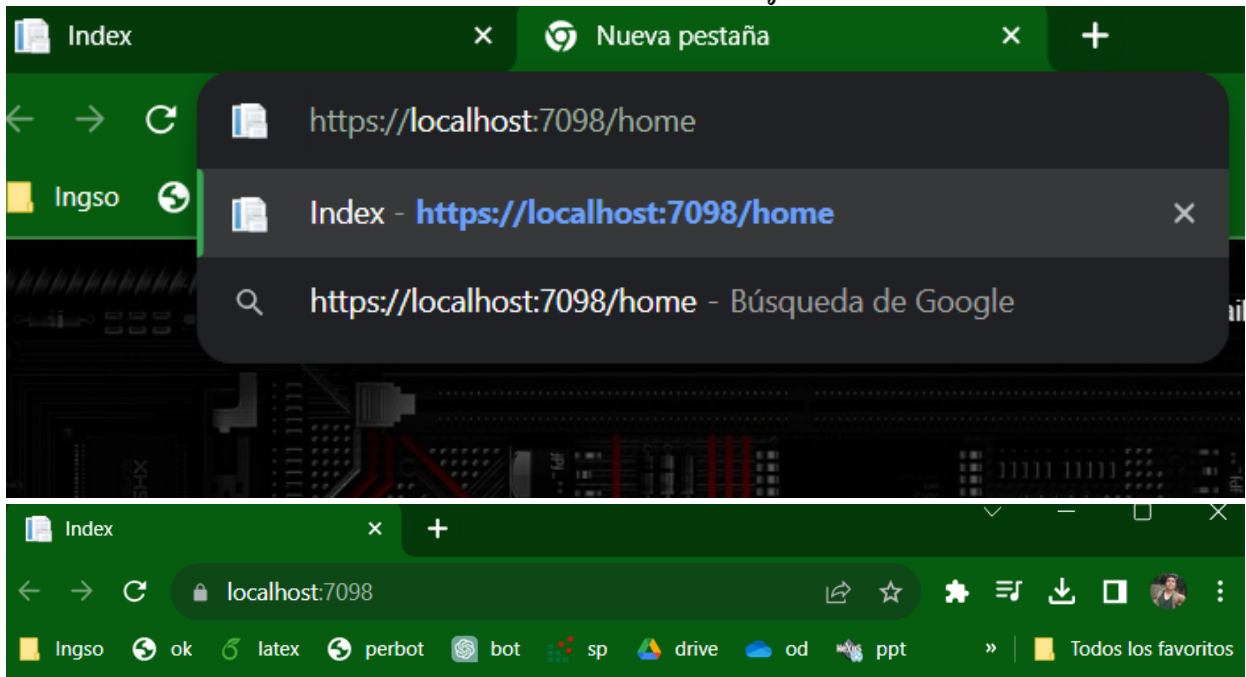 Index
Nueva pestaña
https://localhost:7098/home
Ingso
Index - https://localhost:7098/home
https://localhost:7098/home - Búsqueda de Google
Index
localhost:7098
Ingso ok latex perbot bot sp drive od ppt » Todos los favoritos